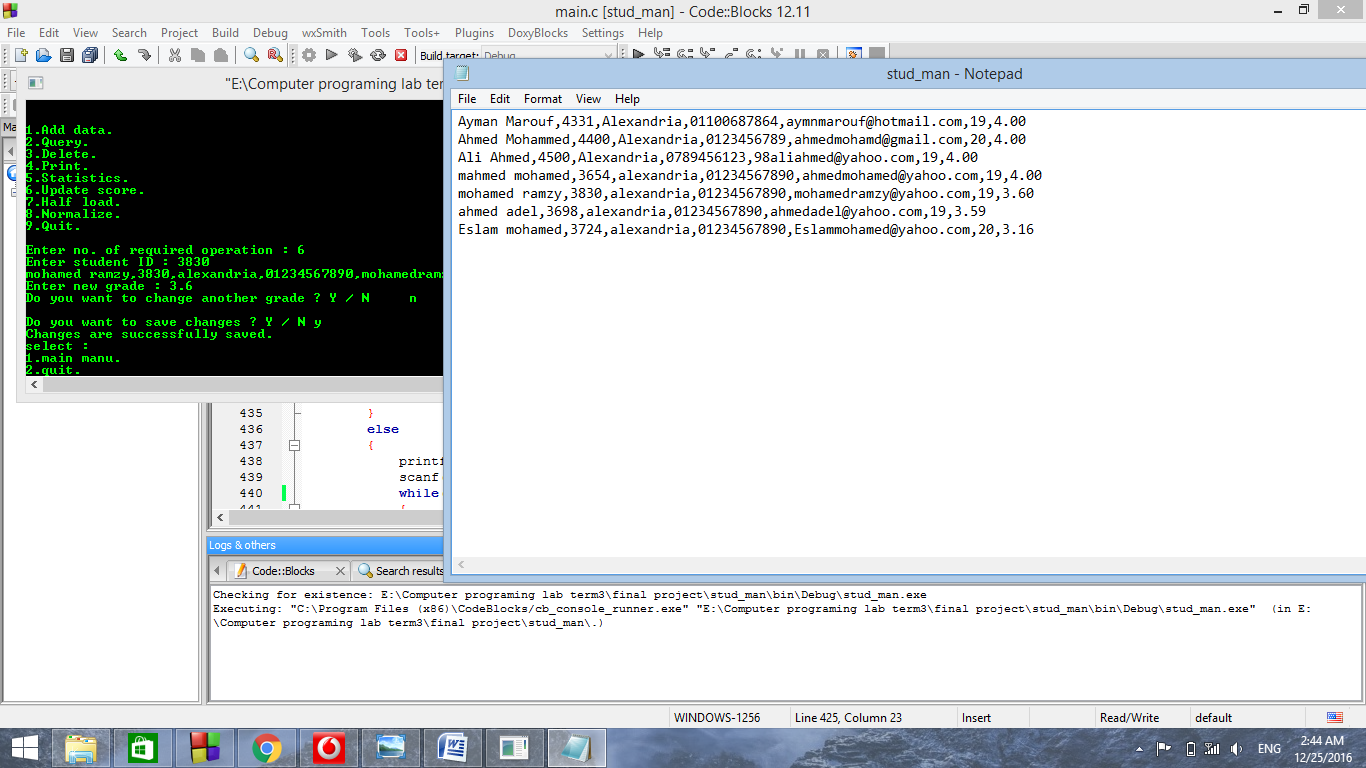 main.c [stud_man] - Code::Blocks 12.11
File Edit View Search Project Build Debug wxSmith Tools Tools+ Plugins DoxyBlocks Settings Help
Build target: Debug
"E:\Computer programing lab ter
1.Add data.
2.Query.
3.Delete.
4.Print.
5.Statistics.
6.Update score.
7.Half load.
8.Normalize.
9.Quit.
Enter no. of required operation : 6
Enter student ID : 3830
mohamed ramzy,3830,alexandria,01234567890,mohamedramz
Enter new grade : 3.6
Do you want to change another grade ? Y / N n
Do you want to save changes ? Y / N y
Changes are successfully saved.
select :
1.main manu.
2.quit.
stud_man - Notepad
File Edit Format View Help
Ayman Marouf,4331,Alexandria,01100687864,aymnmarouf@hotmail.com,19,4.00
Ahmed Mohammed,4400,Alexandria,0123456789,ahmedmohamd@gmail.com,20,4.00
Ali Ahmed,4500,Alexandria,0789456123,98aliahmed@yahoo.com,19,4.00
mahmed mohamed,3654,alexandria,01234567890,ahmedmohamed@yahoo.com,19,4.00
mohamed ramzy,3830,alexandria,01234567890,mohamedramzy@yahoo.com,19,3.60
ahmed adel,3698,alexandria,01234567890,ahmedadel@yahoo.com,19,3.59
Eslam mohamed,3724,alexandria,01234567890,Eslammohamed@yahoo.com,20,3.16
Ma
435 }
436 else
437 {
438 printf
439 scanf(
440 while(
441 {
Logs & others
Code::Blocks Search results
Checking for existence: E:\Computer programing lab term3\final project\stud_man\bin\Debug\stud_man.exe
Executing: "C:\Program Files (x86)\CodeBlocks/cb_console_runner.exe" "E:\Computer programing lab term3\final project\stud_man\bin\Debug\stud_man.exe" (in E:
\Computer programing lab term3\final project\stud_man\.)
WINDOWS-1256 Line 425, Column 23 Insert Read/Write default
ENG
2:44 AM
12/25/2016